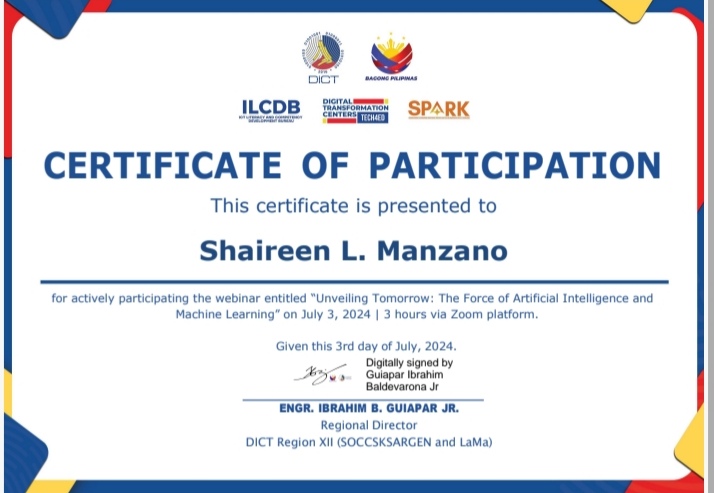 DICT
BAGONG PILIPINAS
ILCDB
ICT LITERACY AND COMPETENCY
DEVELOPMENT BUREAU
DIGITAL
TRANSFORMATION
CENTERS TECH4ED
SPARK
CERTIFICATE OF PARTICIPATION
This certificate is presented to
Shaireen L. Manzano
for actively participating the webinar entitled “Unveiling Tomorrow: The Force of Artificial Intelligence and
Machine Learning” on July 3, 2024 | 3 hours via Zoom platform.
Given this 3rd day of July, 2024.
Digitally signed by
Guiapar Ibrahim
Baldevarona Jr
ENGR. IBRAHIM B. GUIAPAR JR.
Regional Director
DICT Region XII (SOCCSKSARGEN and LaMa)